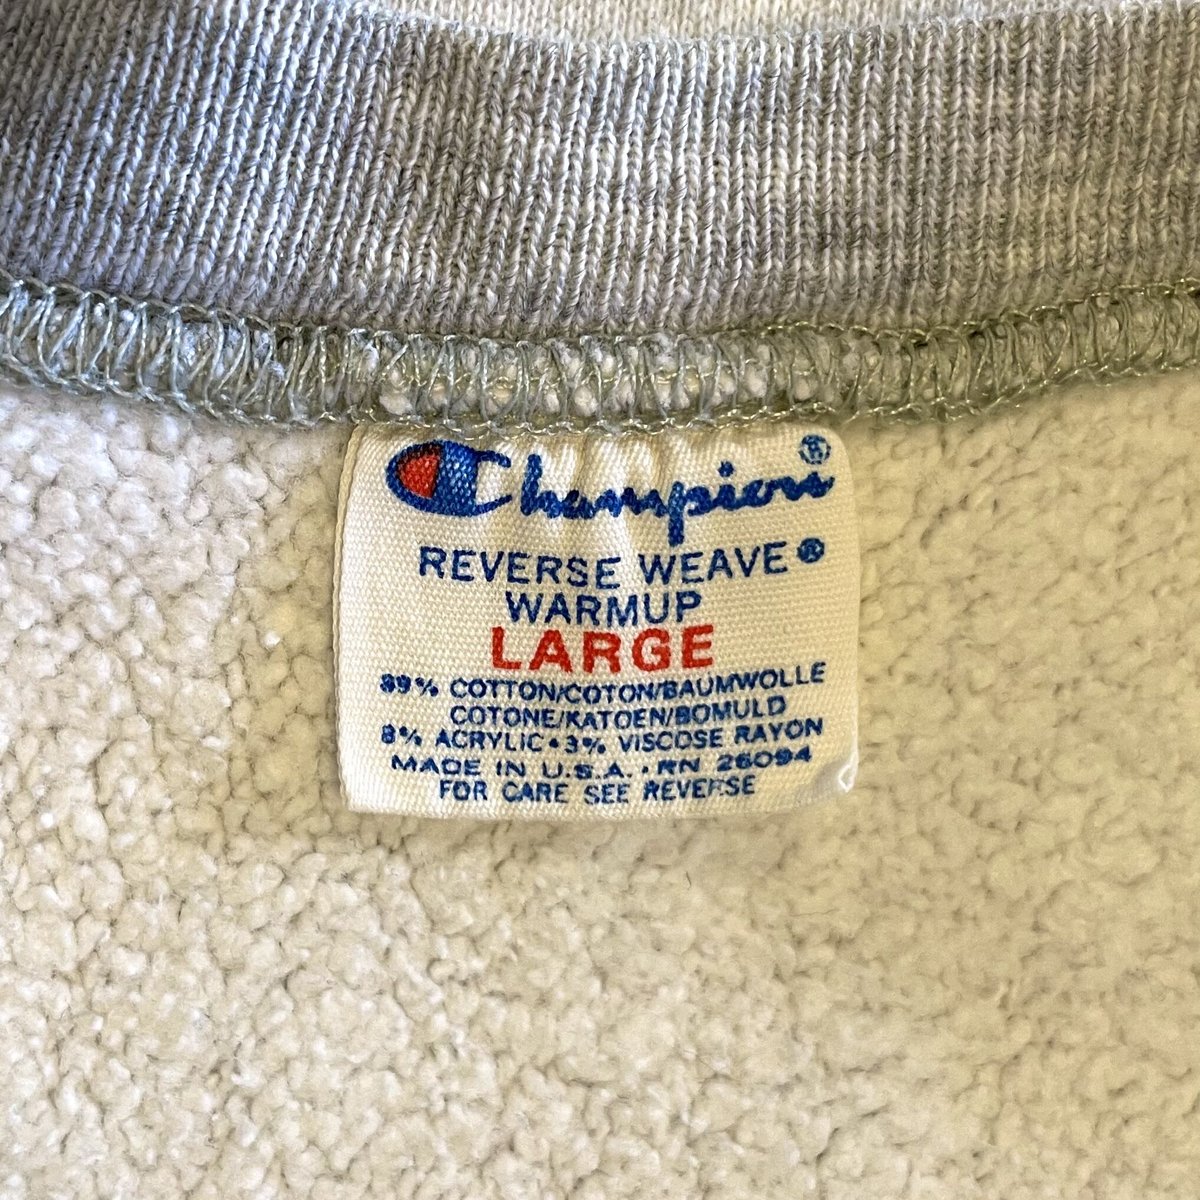 Champion®
REVERSE WEAVE®
WARMUP
LARGE
89% COTTON/COTON/BAUMWOLLE
COTONE/KATOEN/BOMULD
8% ACRYLIC • 3% VISCOSE RAYON
MADE IN U.S.A. • RN 26094
FOR CARE SEE REVERSE